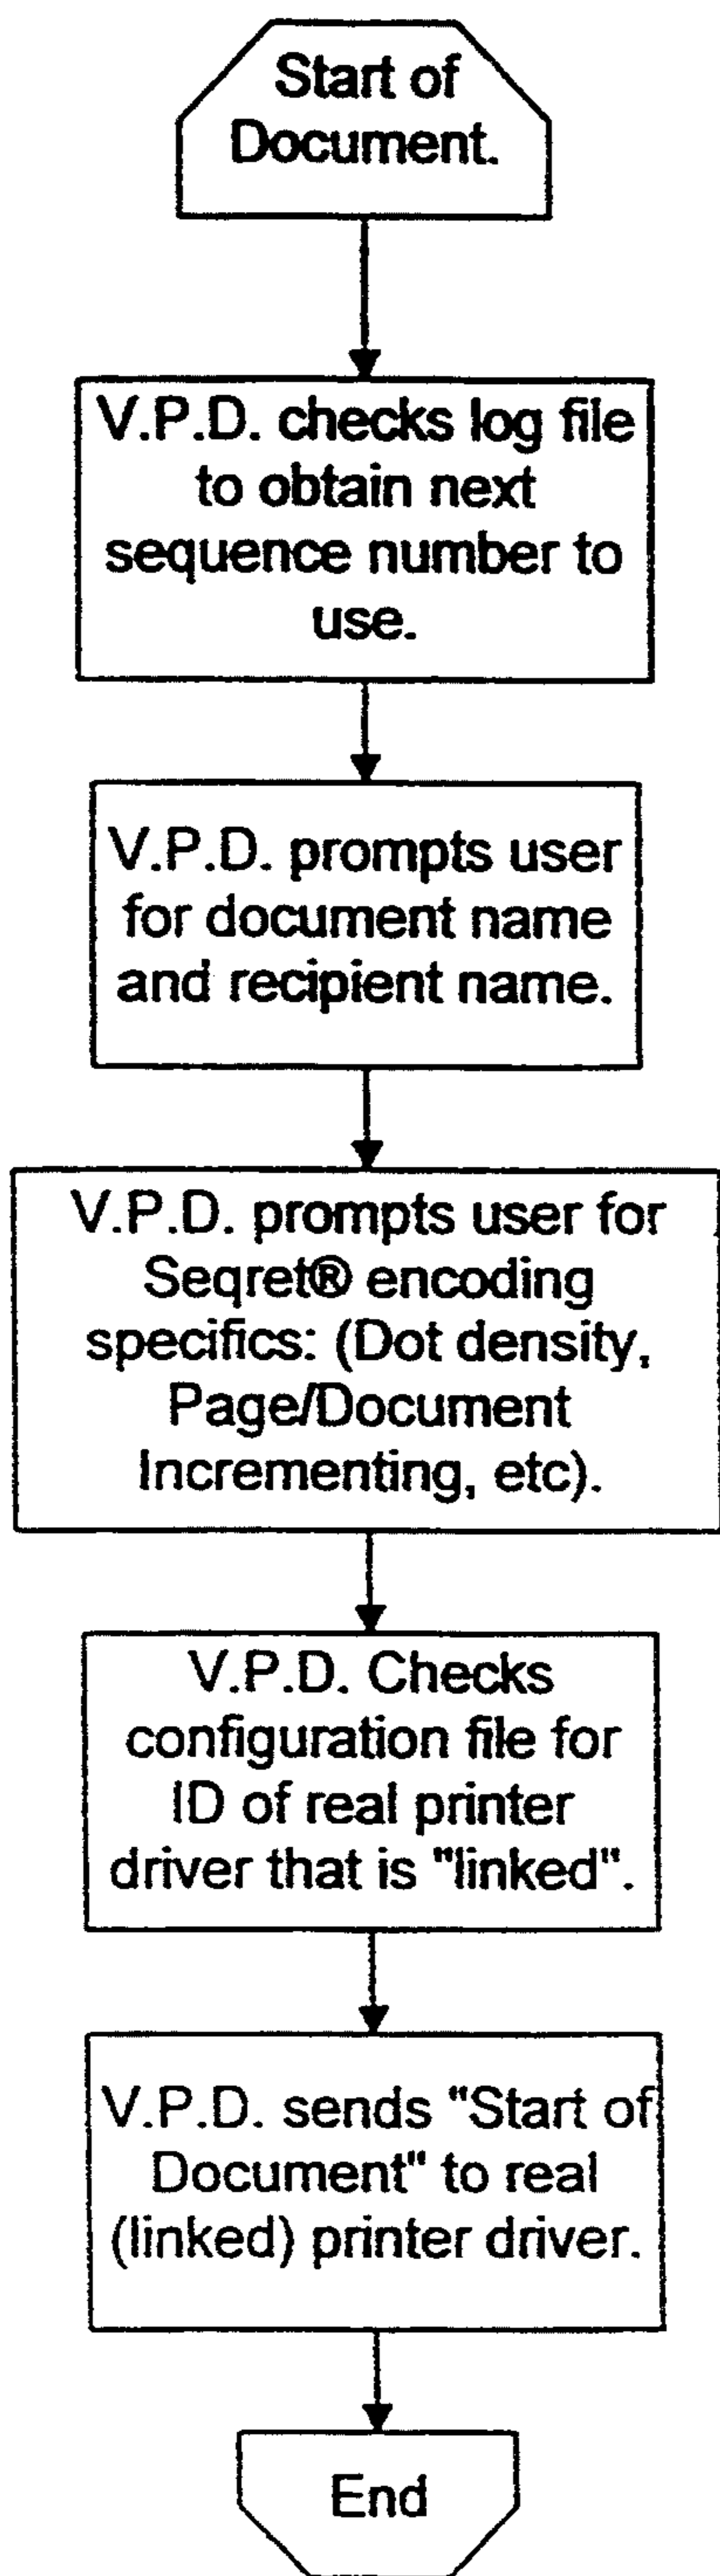 Start of
Document.
V.P.D. checks log file
to obtain next
sequence number to
use.
V.P.D. prompts user
for document name
and recipient name.
V.P.D. prompts user for
Seqret® encoding
specifics: (Dot density,
Page/Document
Incrementing, etc).
V.P.D. Checks
configuration file for
ID of real printer
driver that is "linked".
V.P.D. sends "Start of
Document" to real
(linked) printer driver.
End